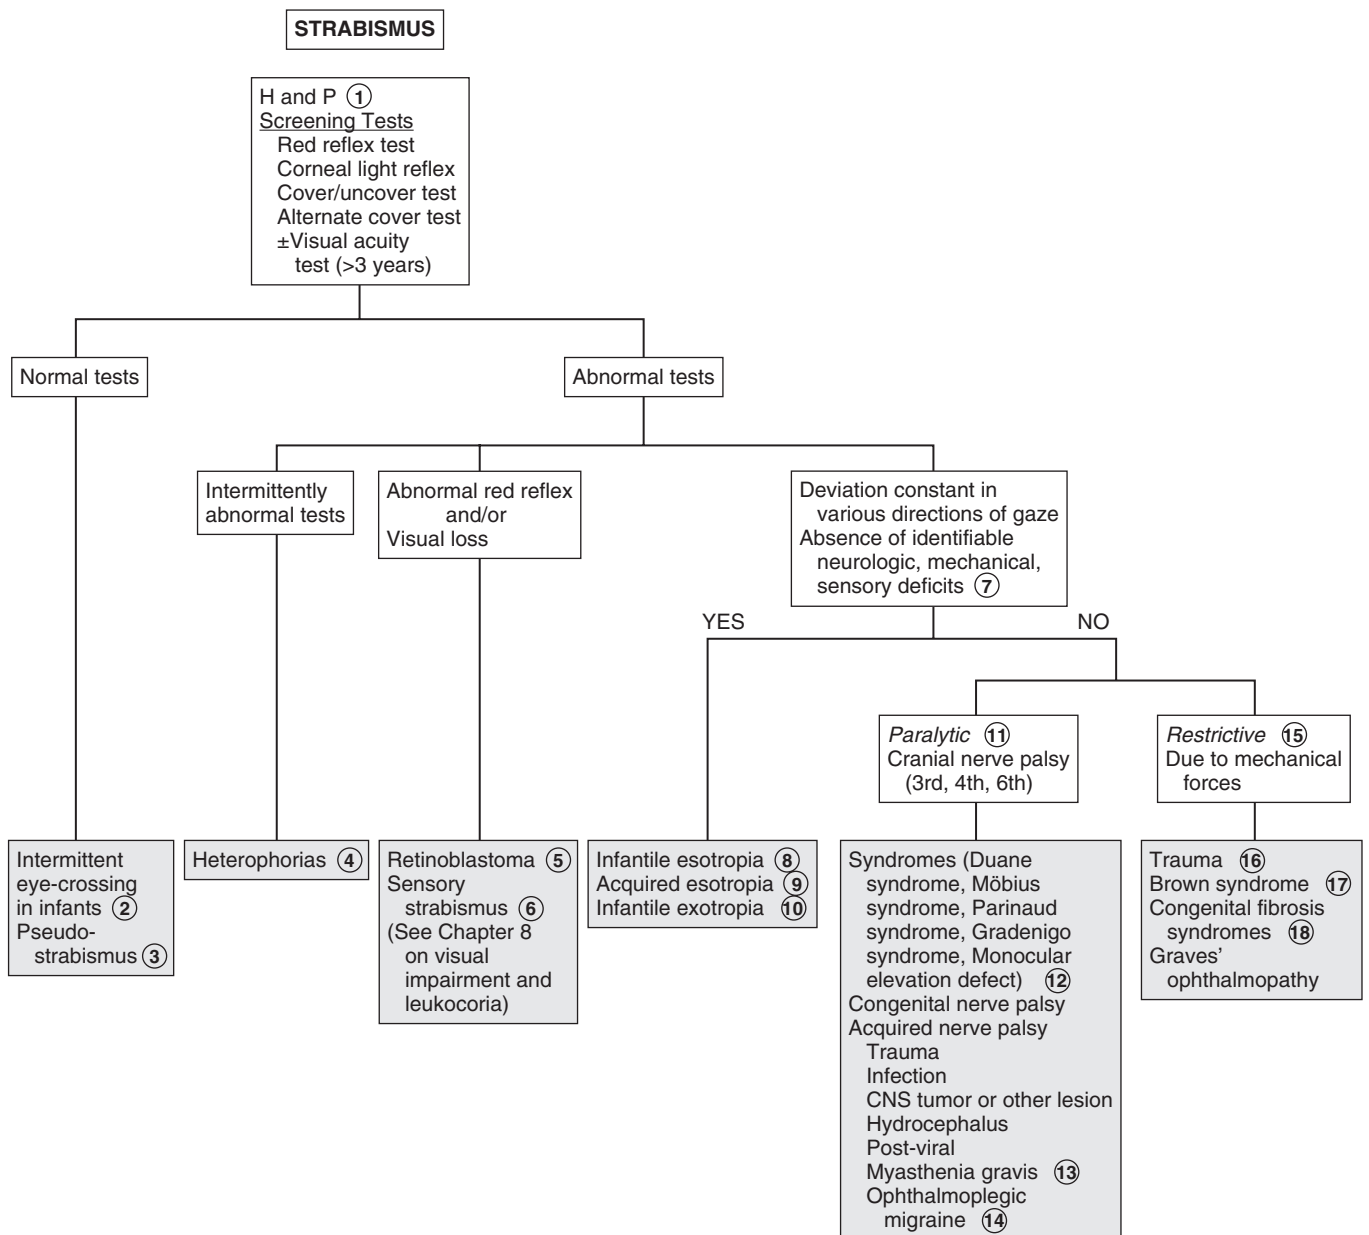 STRABISMUS
H and P 1
Screening Tests
Red reflex test
Corneal light reflex
Cover/uncover test
Alternate cover test
±Visual acuity
test (>3 years)
Normal tests
Abnormal tests
Intermittently
abnormal tests
Abnormal red reflex
and/or
Visual loss
Deviation constant in
various directions of gaze
Absence of identifiable
neurologic, mechanical,
sensory deficits 7
YES
NO
Paralytic 11
Cranial nerve palsy
(3rd, 4th, 6th)
Restrictive 15
Due to mechanical
forces
Intermittent
eye-crossing
in infants 2
Pseudo-
strabismus 3
Heterophorias 4
Retinoblastoma 5
Sensory
strabismus 6
(See Chapter 8
on visual
impairment and
leukocoria)
Infantile esotropia 8
Acquired esotropia 9
Infantile exotropia 10
Syndromes (Duane
syndrome, Möbius
syndrome, Parinaud
syndrome, Gradenigo
syndrome, Monocular
elevation defect) 12
Congenital nerve palsy
Acquired nerve palsy
Trauma
Infection
CNS tumor or other lesion
Hydrocephalus
Post-viral
Myasthenia gravis 13
Ophthalmoplegic
migraine 14
Trauma 16
Brown syndrome 17
Congenital fibrosis
syndromes 18
Graves'
ophthalmopathy